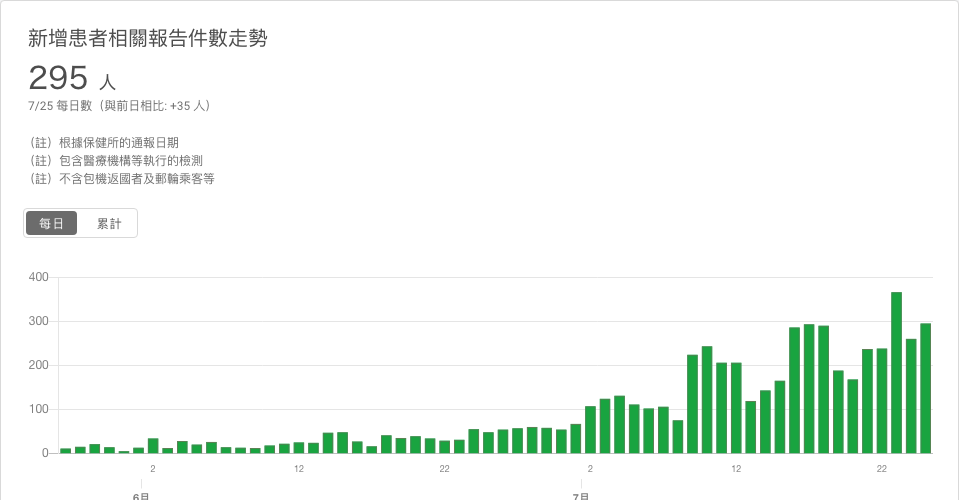 新增患者相關報告件數走勢
295 人
7/25 每日數（與前日相比: +35 人）
（註）根據保健所的通報日期
（註）包含醫療機構等執行的檢測
（註）不含包機返國者及郵輪乘客等
每日 累計
400
300
200
100
0
2 12 22 2 12 22
6月 7月